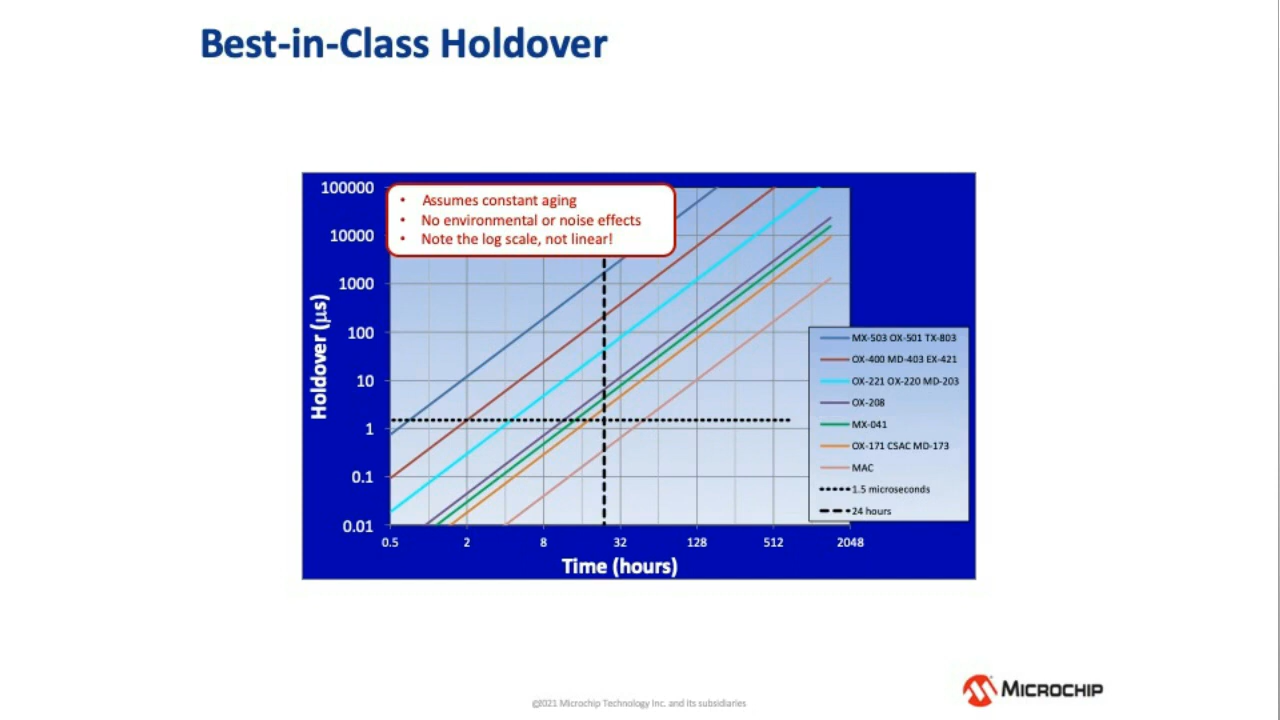 Best-in-Class Holdover
• Assumes constant aging
• No environmental or noise effects
• Note the log scale, not linear!
100000
10000
1000
100
10
1
0.1
0.01
Holdover (µs)
0.5 2 8 32 128 512 2048
Time (hours)
MX-503 OX-501 TX-803
OX-400 MD-403 EX-421
OX-221 OX-220 MD-203
OX-208
MX-041
OX-171 CSAC MD-173
MAC
1.5 microseconds
24 hours
©2021 Microchip Technology Inc. and its subsidiaries
MICROCHIP